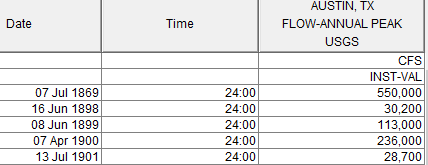 AUSTIN, TX
Date Time FLOW-ANNUAL PEAK
USGS
CFS
INST-VAL
07 Jul 1869 24:00 550,000
16 Jun 1898 24:00 30,200
08 Jun 1899 24:00 113,000
07 Apr 1900 24:00 236,000
13 Jul 1901 24:00 28,700